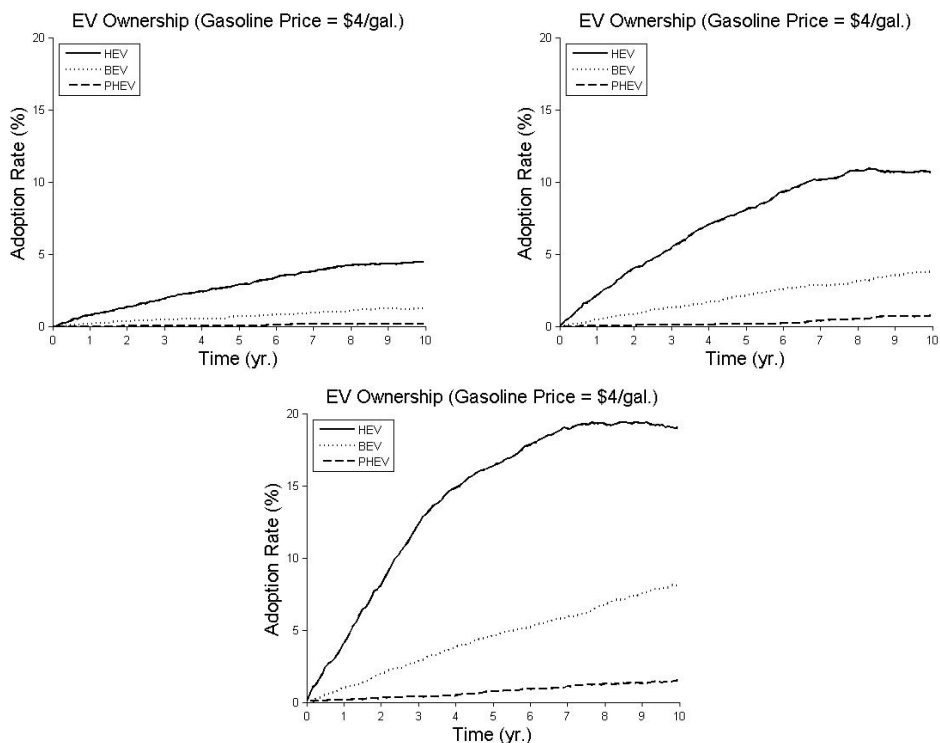 EV Ownership (Gasoline Price = $4/gal.)
20
HEV
BEV
PHEV
15
Adoption Rate (%)
10
5
0
0 1 2 3 4 5 6 7 8 9 10
Time (yr.)
EV Ownership (Gasoline Price = $4/gal.)
20
HEV
BEV
PHEV
15
Adoption Rate (%)
10
5
0
0 1 2 3 4 5 6 7 8 9 10
Time (yr.)
EV Ownership (Gasoline Price = $4/gal.)
20
HEV
BEV
PHEV
15
Adoption Rate (%)
10
5
0
0 1 2 3 4 5 6 7 8 9 10
Time (yr.)